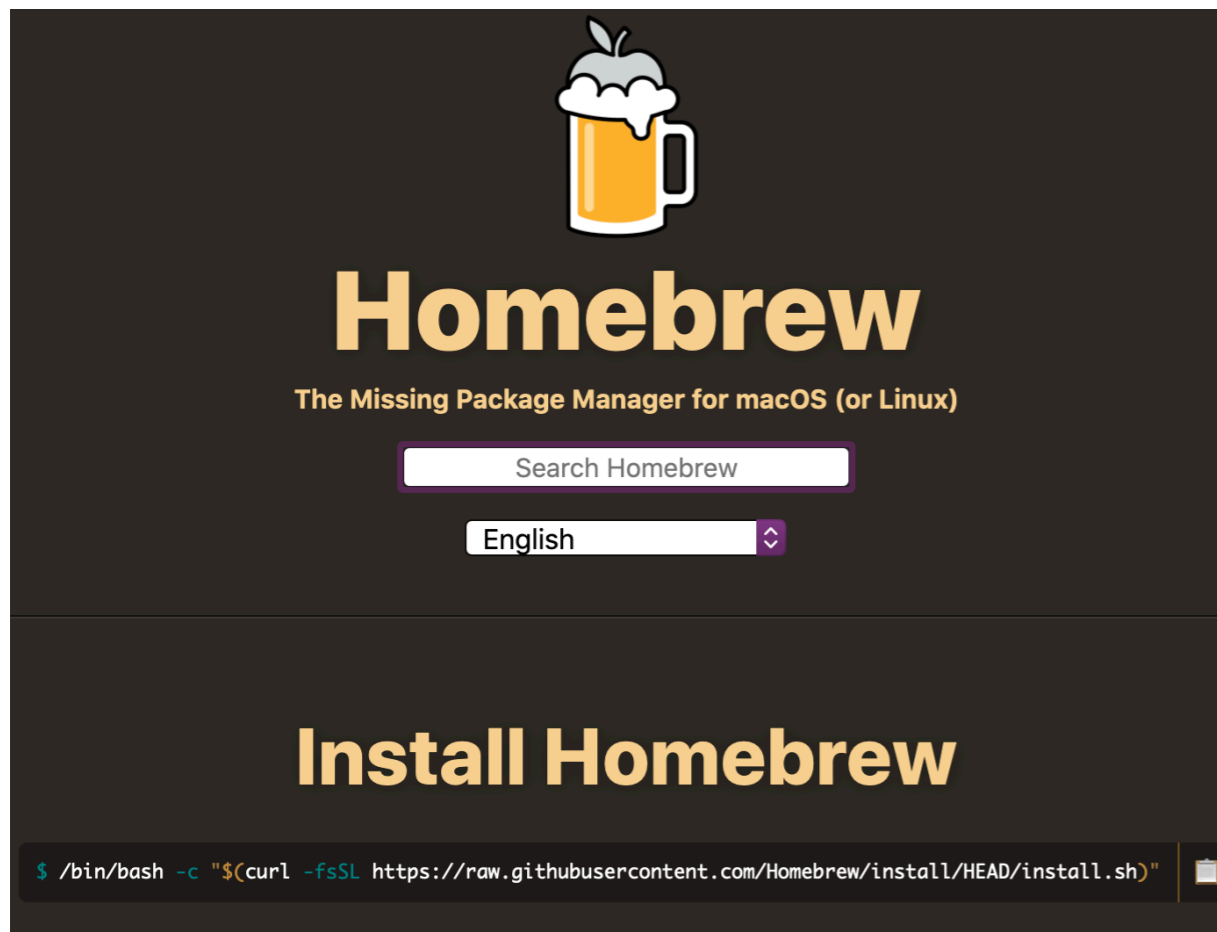 Homebrew
The Missing Package Manager for macOS (or Linux)
Search Homebrew
English
Install Homebrew
$ /bin/bash -c "$(curl -fsSL https://raw.githubusercontent.com/Homebrew/install/HEAD/install.sh)"